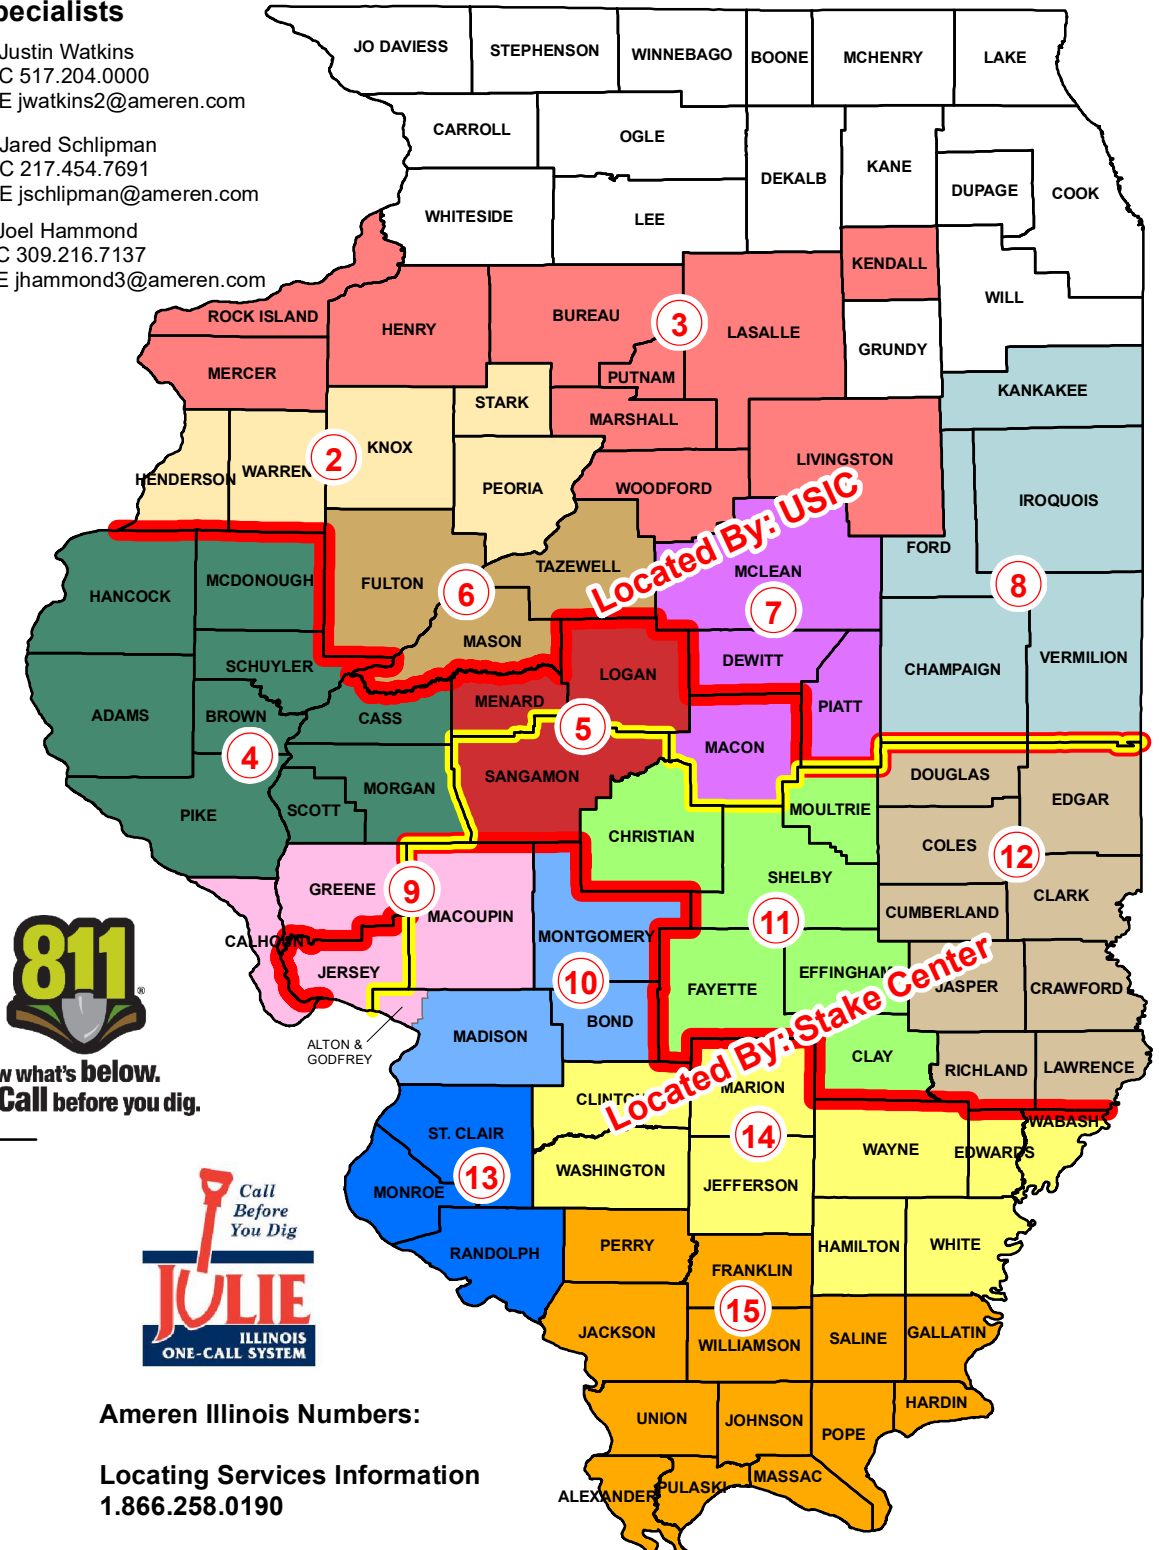 pecialists
Justin Watkins
C 517.204.0000
E jwatkins2@ameren.com
Jared Schlipman
C 217.454.7691
E jschlipman@ameren.com
Joel Hammond
C 309.216.7137
E jhammond3@ameren.com
JO DAVIESS
STEPHENSON
WINNEBAGO
BOONE
MCHENRY
LAKE
CARROLL
OGLE
DEKALB
KANE
DUPAGE
COOK
WHITESIDE
LEE
KENDALL
WILL
ROCK ISLAND
HENRY
BUREAU
3
LASALLE
GRUNDY
MERCER
PUTNAM
KANKAKEE
STARK
MARSHALL
HENDERSON
WARREN
2
KNOX
PEORIA
WOODFORD
LIVINGSTON
IROQUOIS
FORD
Located By: USIC
HANCOCK
MCDONOUGH
FULTON
6
TAZEWELL
MCLEAN
7
8
MASON
SCHUYLER
LOGAN
DEWITT
CHAMPAIGN
VERMILION
ADAMS
BROWN
CASS
MENARD
5
MACON
PIATT
4
SANGAMON
DOUGLAS
EDGAR
PIKE
SCOTT
MORGAN
CHRISTIAN
MOULTRIE
COLES
12
GREENE
9
MACOUPIN
SHELBY
CLARK
CUMBERLAND
CALHOUN
JERSEY
MONTGOMERY
11
10
FAYETTE
EFFINGHAM
JASPER
CRAWFORD
BOND
MADISON
ALTON &
GODFREY
CLAY
RICHLAND
LAWRENCE
Located By: Stake Center
CLINTON
MARION
14
WABASH
ST. CLAIR
WAYNE
EDWARDS
WASHINGTON
JEFFERSON
13
MONROE
RANDOLPH
PERRY
HAMILTON
WHITE
FRANKLIN
15
JACKSON
WILLIAMSON
SALINE
GALLATIN
UNION
JOHNSON
POPE
HARDIN
ALEXANDER
PULASKI
MASSAC
811
®
w what's below.
Call before you dig.
Call
Before
You Dig
JULIE
ILLINOIS
ONE-CALL SYSTEM
Ameren Illinois Numbers:
Locating Services Information
1.866.258.0190